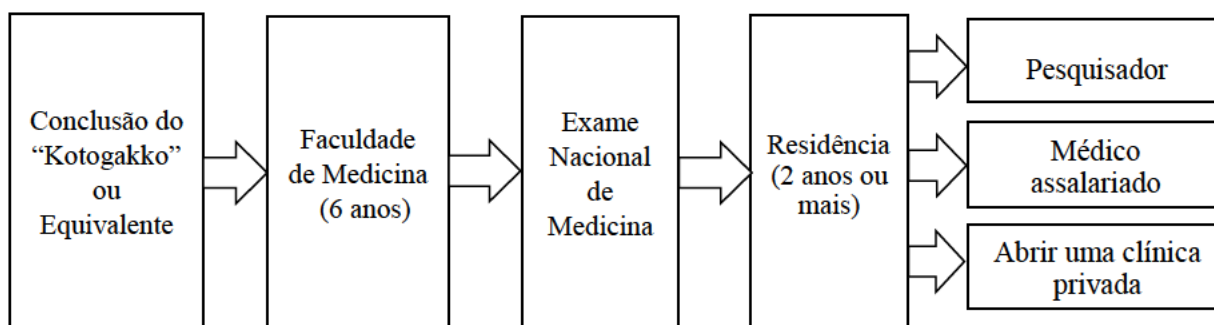 Conclusão do
“Kotogakko”
ou
Equivalente
Faculdade
de Medicina
(6 anos)
Exame
Nacional
de
Medicina
Residência
(2 anos ou
mais)
Pesquisador
Médico
assalariado
Abrir uma clínica
privada